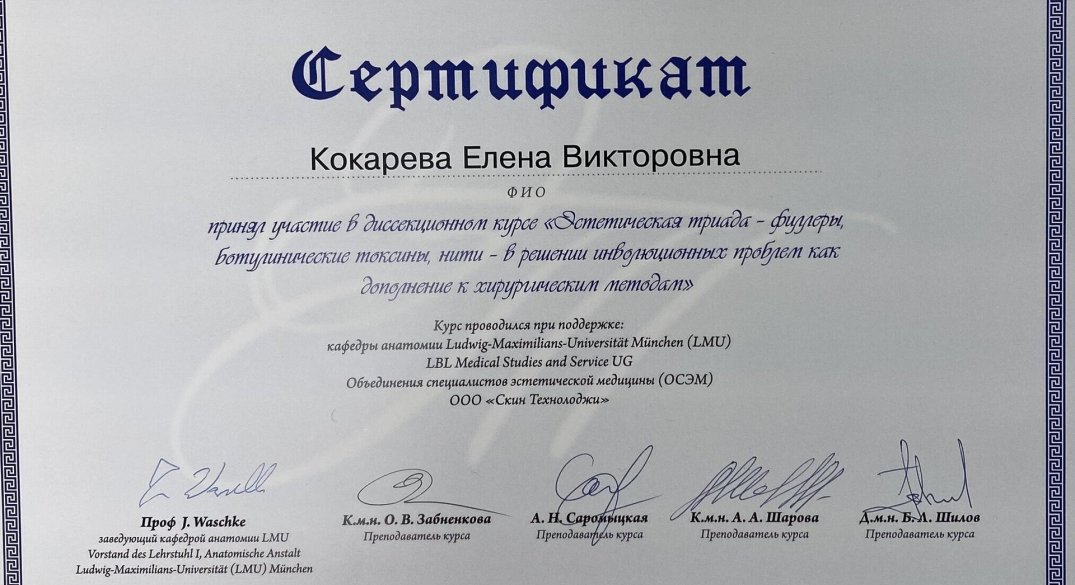 Сертификат
Кокарева Елена Викторовна
ФИО
принял участие в диссекционном курсе «Эстетическая триада – филлеры,
ботулинические токсины, нити – в решении инволюционных проблем как
дополнение к хирургическим методам»
Курс проводился при поддержке:
кафедры анатомии Ludwig-Maximilians-Universität München (LMU)
LBL Medical Studies and Service UG
Объединения специалистов эстетической медицины (ОСЭМ)
ООО «Скин Технолоджи»
Проф J. Waschke
заведующий кафедрой анатомии LMU
Vorstand des Lehrstuhl I, Anatomische Anstalt
Ludwig-Maximilians-Universität (LMU) München
К.м.н. О. В. Забненкова
Преподаватель курса
А. Н. Саромыцкая
Преподаватель курса
К.м.н. А. А. Шарова
Преподаватель курса
Д.м.н. Б. Л. Шилов
Преподаватель курса